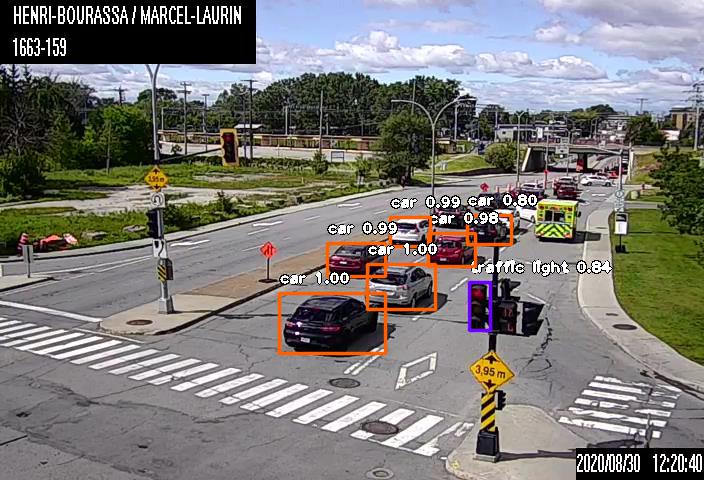 HENRI-BOURASSA / MARCEL-LAURIN
1663-159
car 0.99
car 0.80
car 0.99
car 0.98
car 1.00
car 1.00
traffic light 0.84
3,95 m
2020/08/30 12:20:40